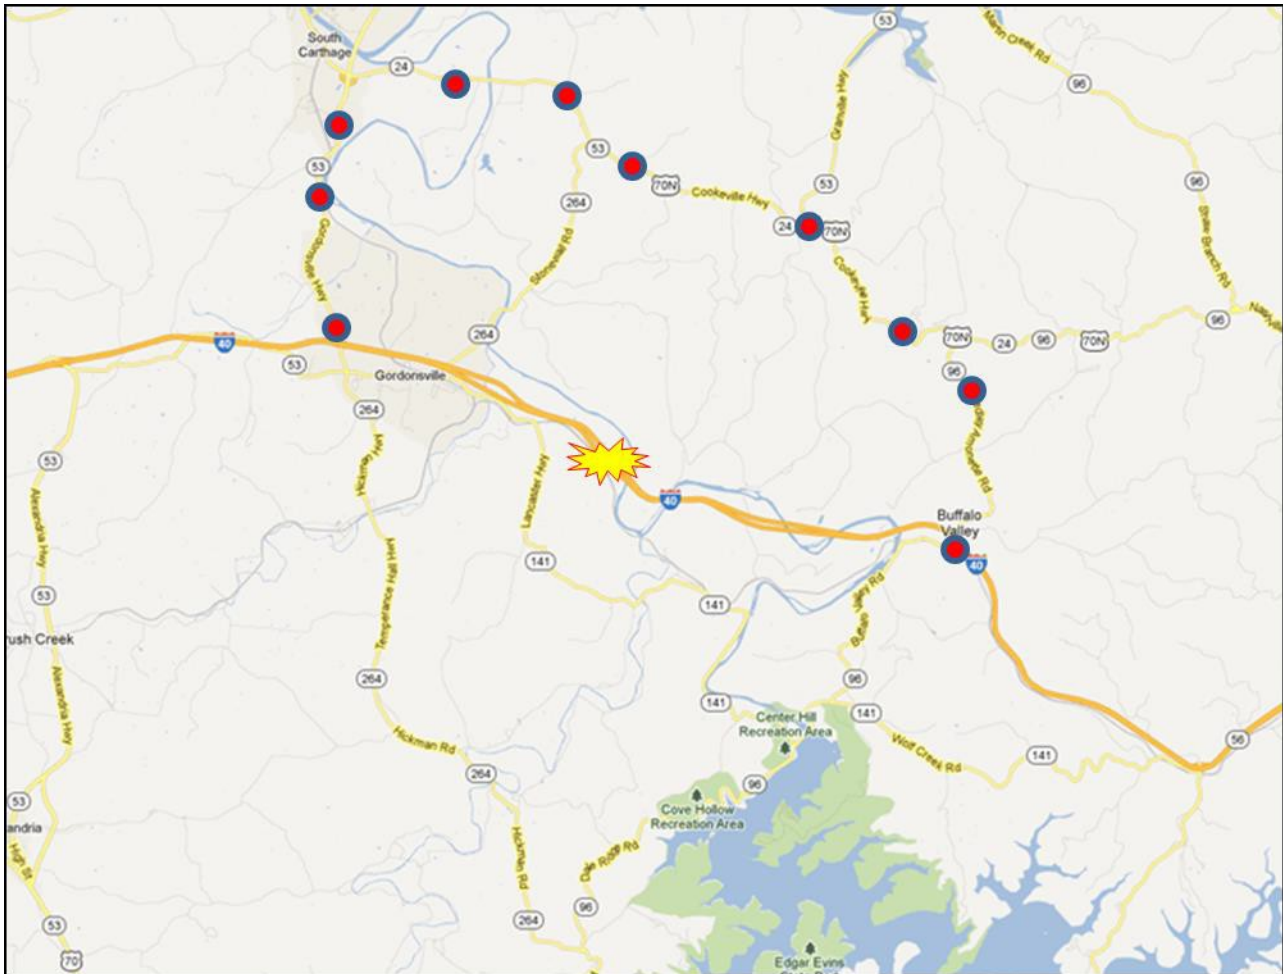 53
Martin Creek Rd
South
Carthage
24
96
Granville Hwy
53
53
96
70N
Cookeville Hwy
53
264
24
70N
Shaw Branch Rd
Gordonsville Hwy
Stonewall Rd
Cookeville Hwy
96
264
40
70N
24
96
70N
53
Gordonsville
96
264
Hickman Hwy
53
Alexandria Hwy
Lancaster Hwy
40
Buffalo
Valley
141
40
Temperance Hall Hwy
53
141
Buffalo Valley Rd
rush Creek
264
96
Alexandria Hwy
141
Center Hill
Recreation Area
141
Hickman Rd
Wolf Creek Rd
56
141
264
96
53
Cove Hollow
Recreation Area
andria
High St
Hickman Rd
Dale Ridge Rd
96
264
53
70
Edgar Evins